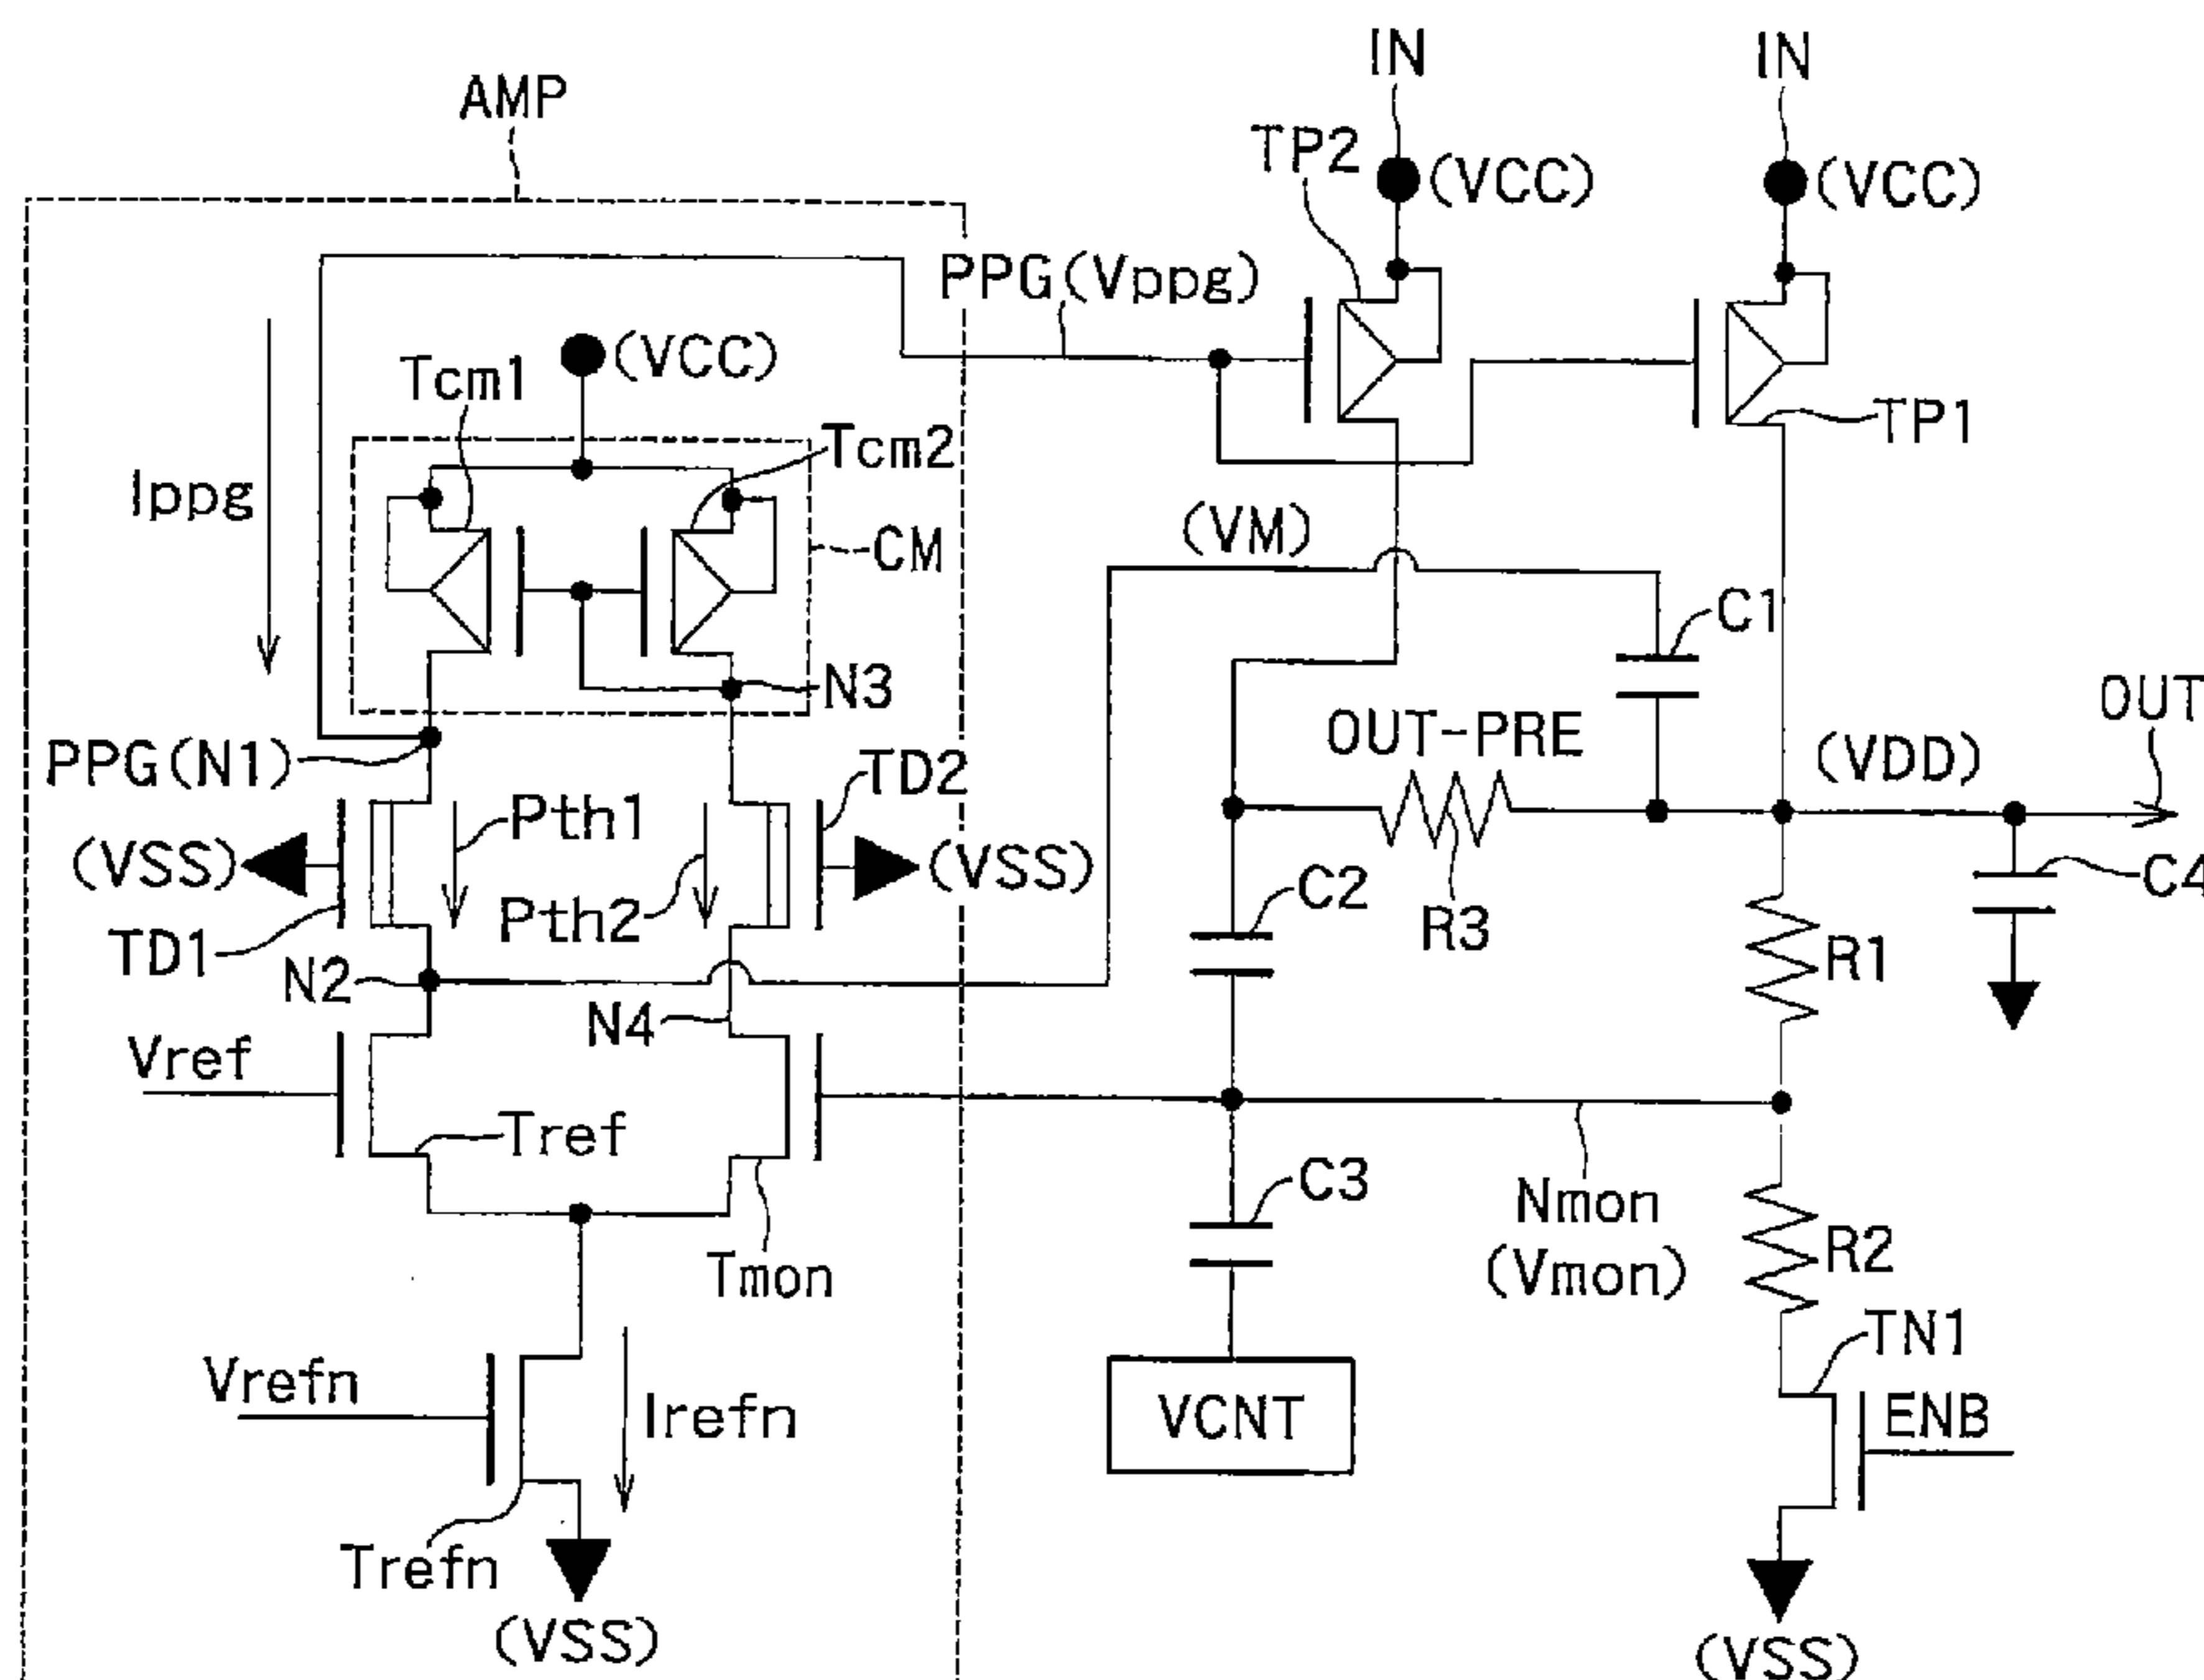 IN
IN
AMP
TP2
(VCC)
(VCC)
PPG(Vppg)
(VCC)
Tcm1
TP1
Tcm2
Ippg
(VM)
CM
C1
N3
OUT
OUT-PRE
PPG(N1)
TD2
(VDD)
Pth1
(VSS)
(VSS)
C2
C4
Pth2
R3
TD1
R1
N2
N4
Vref
Tref
C3
Nmon
(Vmon)
R2
Tmon
TN1
Vrefn
Irefn
VCNT
ENB
Trefn
(VSS)
(VSS)